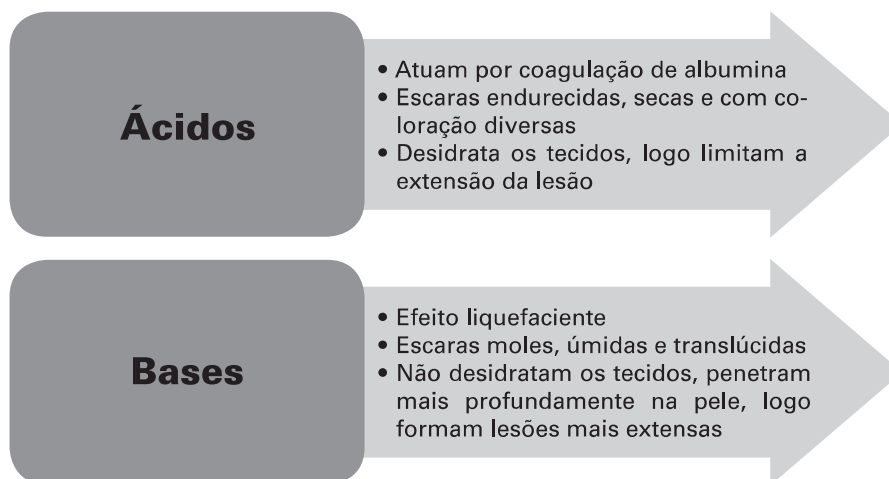 Ácidos
• Atuam por coagulação de albumina
• Escaras endurecidas, secas e com co-
loração diversas
• Desidrata os tecidos, logo limitam a
extensão da lesão
Bases
• Efeito liquefaciente
• Escaras moles, úmidas e translúcidas
• Não desidratam os tecidos, penetram
mais profundamente na pele, logo
formam lesões mais extensas